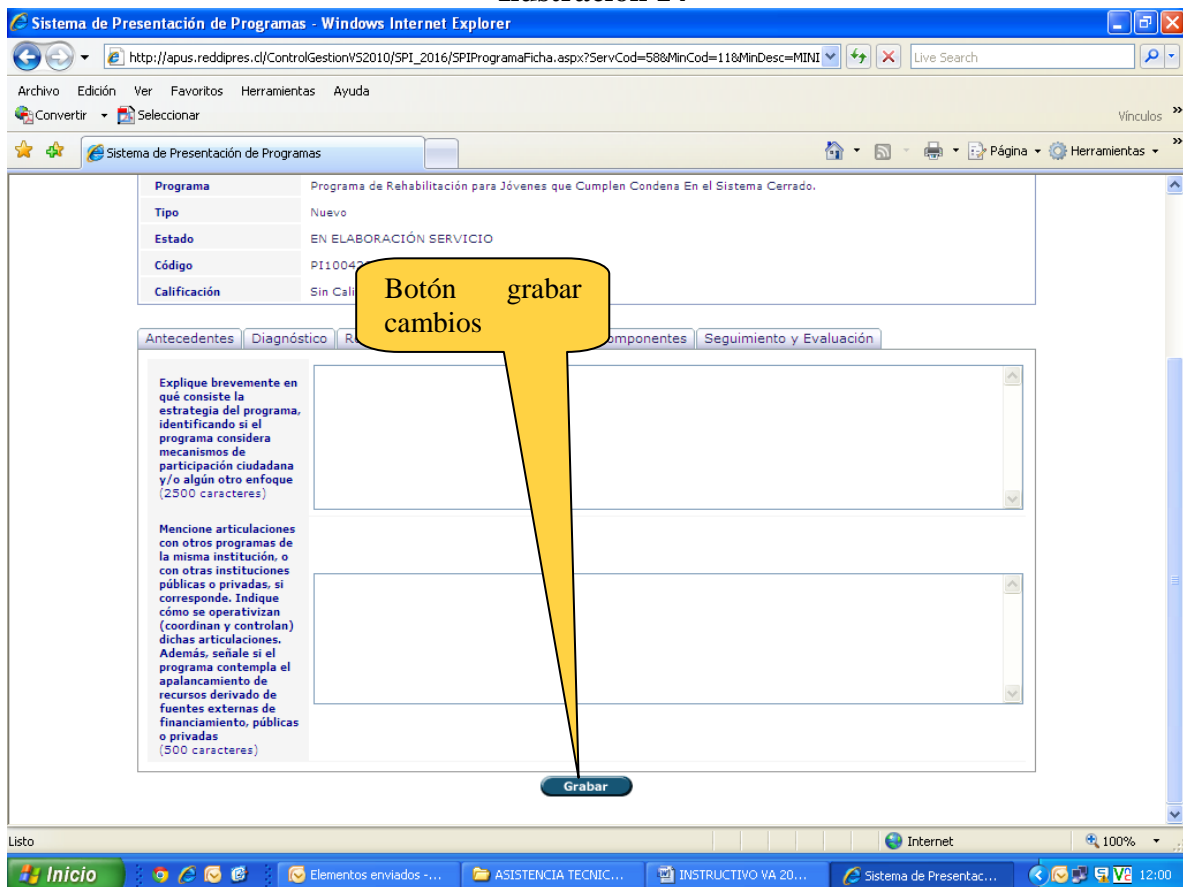 Sistema de Presentación de Programas - Windows Internet Explorer
http://apus.reddipres.cl/ControlGestionVS2010/SPI_2016/SPIProgramaFicha.aspx?ServCod=58&MinCod=11&MinDesc=MINI
Live Search
Archivo Edición Ver Favoritos Herramientas Ayuda
Convertir Seleccionar
Vínculos
Sistema de Presentación de Programas
Página Herramientas
Programa Programa de Rehabilitación para Jóvenes que Cumplen Condena En el Sistema Cerrado.
Tipo Nuevo
Estado EN ELABORACIÓN SERVICIO
Código
Calificación Sin
Botón grabar
cambios
Antecedentes Diagnóstico Seguimiento y Evaluación
Explique brevemente en
qué consiste la
estrategia del programa,
identificando si el
programa considera
mecanismos de
participación ciudadana
y/o algún otro enfoque
(2500 caracteres)
Mencione articulaciones
con otros programas de
la misma institución, o
con otras instituciones
públicas o privadas, si
corresponde. Indique
cómo se operativizan
(coordinan y controlan)
dichas articulaciones.
Además, señale si el
programa contempla el
apalancamiento de
recursos derivado de
fuentes externas de
financiamiento, públicas
o privadas
(500 caracteres)
Grabar
Listo
Internet
100%
Inicio
Elementos enviados -...
ASISTENCIA TECNIC...
INSTRUCTIVO VA 20...
Sistema de Presentac...
12:00